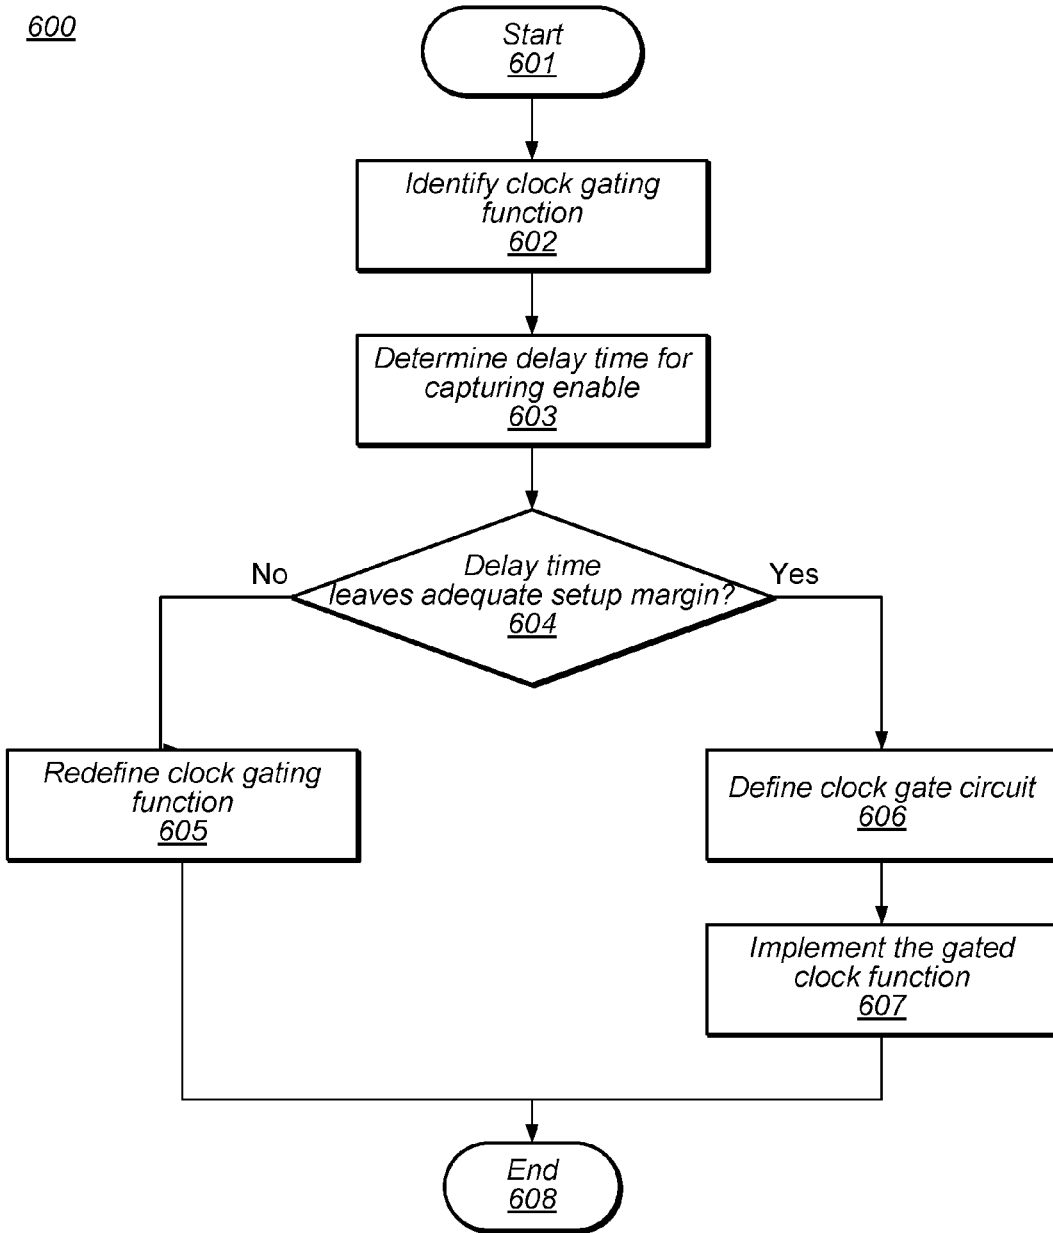 600
Start
601
Identify clock gating
function
602
Determine delay time for
capturing enable
603
Delay time
leaves adequate setup margin?
604
No
Yes
Redefine clock gating
function
605
Define clock gate circuit
606
Implement the gated
clock function
607
End
608